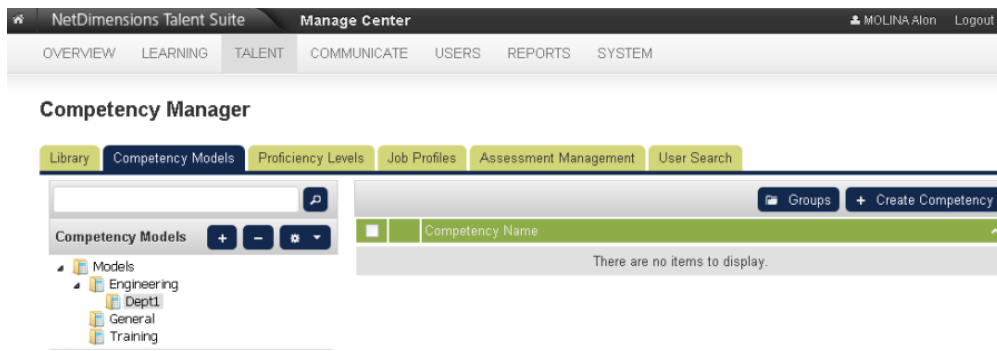 NetDimensions Talent Suite Manage Center MOLINA Alon Logout
OVERVIEW LEARNING TALENT COMMUNICATE USERS REPORTS SYSTEM
Competency Manager
Library Competency Models Proficiency Levels Job Profiles Assessment Management User Search
Groups + Create Competency
Competency Models + -
Competency Name
There are no items to display.
Models
Engineering
Dept1
General
Training